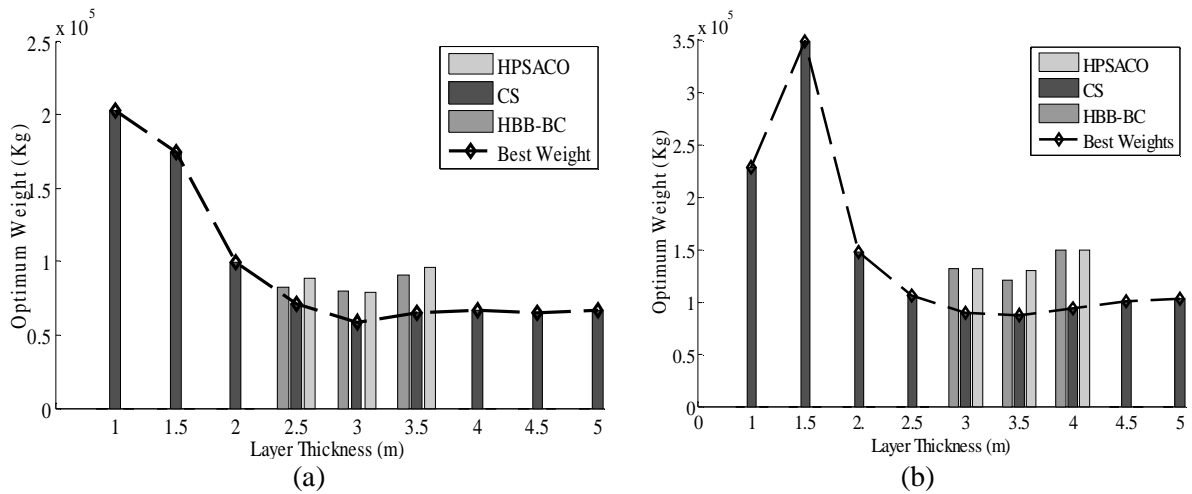 x 10^5
2.5
2
1.5
1
0.5
0
Optimum Weight (Kg)
HPSACO
CS
HBB-BC
Best Weight
1 1.5 2 2.5 3 3.5 4 4.5 5
Layer Thickness (m)
(a)
x 10^5
3.5
3
2.5
2
1.5
1
0.5
0
Optimum Weight (Kg)
HPSACO
CS
HBB-BC
Best Weights
0 1 1.5 2 2.5 3 3.5 4 4.5 5
Layer Thickness (m)
(b)